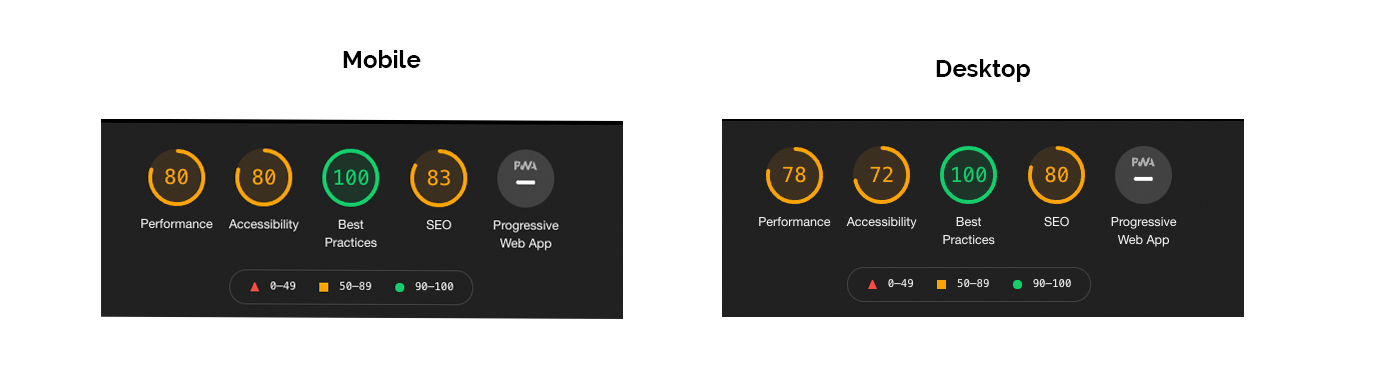 Mobile
80
80
100
83
PWA
Performance
Accessibility
Best
Practices
SEO
Progressive
Web App
0–49
50–89
90–100
Desktop
78
72
100
80
PWA
Performance
Accessibility
Best
Practices
SEO
Progressive
Web App
0–49
50–89
90–100